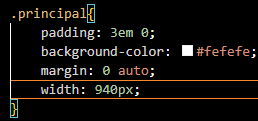 .principal{
padding: 3em 0;
background-color: #fefefe;
margin: 0 auto;
width: 940px;
}